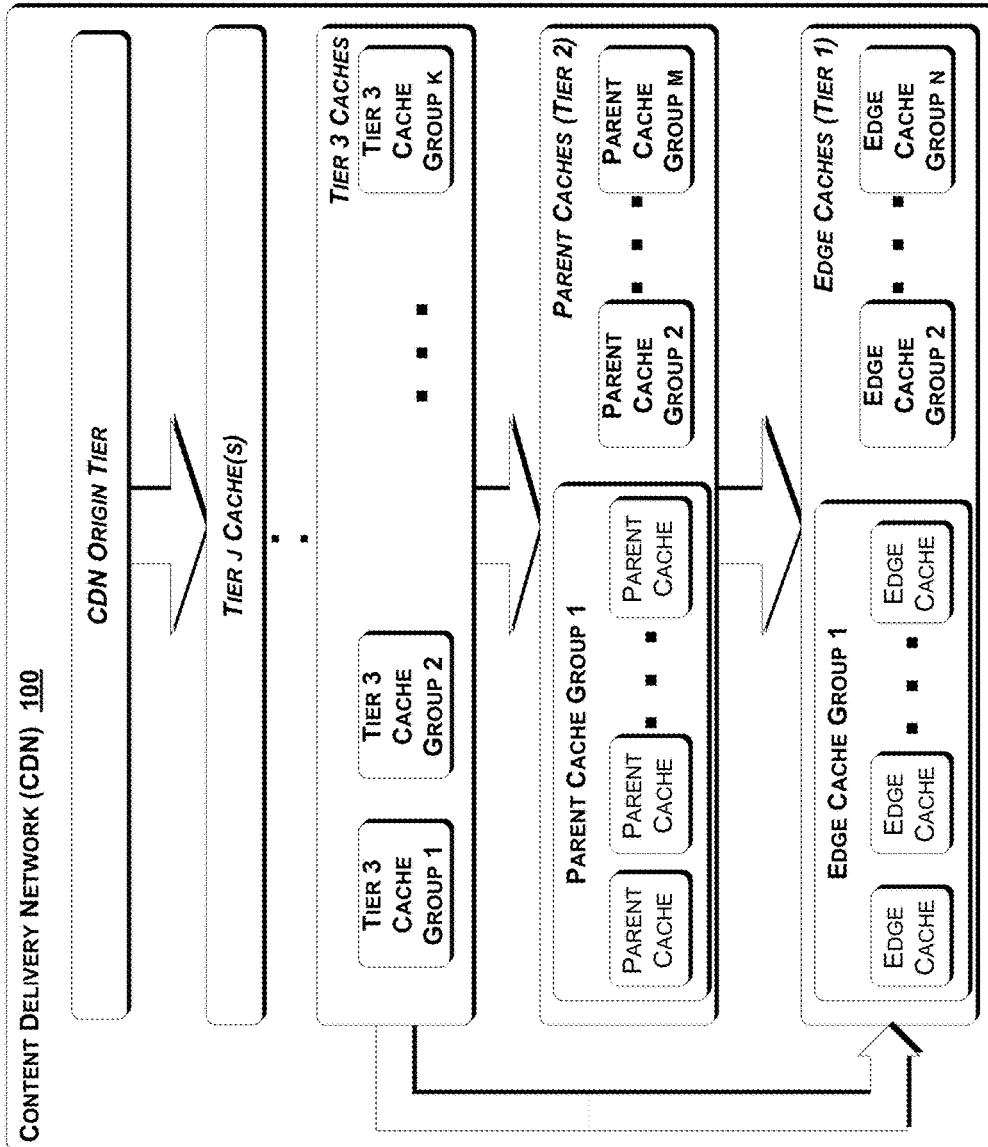 CONTENT DELIVERY NETWORK (CDN) 100
CDN ORIGIN TIER
TIER J CACHE(S)
TIER 3 CACHES
TIER 3
CACHE
GROUP 1
TIER 3
CACHE
GROUP 2
TIER 3
CACHE
GROUP K
PARENT CACHES (TIER 2)
PARENT CACHE GROUP 1
PARENT
CACHE
PARENT
CACHE
PARENT
CACHE
PARENT
CACHE
GROUP 2
PARENT
CACHE
GROUP M
EDGE CACHES (TIER 1)
EDGE CACHE GROUP 1
EDGE
CACHE
EDGE
CACHE
EDGE
CACHE
EDGE
CACHE
GROUP 2
EDGE
CACHE
GROUP N